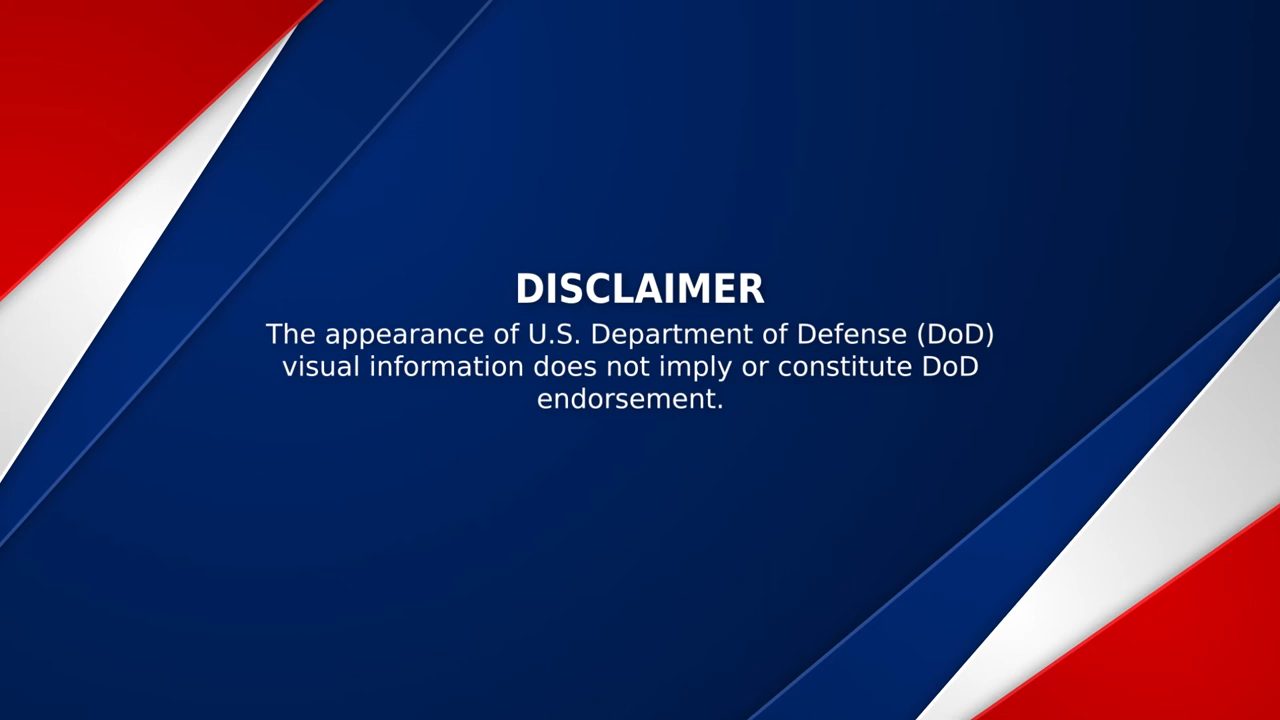 DISCLAIMER
The appearance of U.S. Department of Defense (DoD)
visual information does not imply or constitute DoD
endorsement.